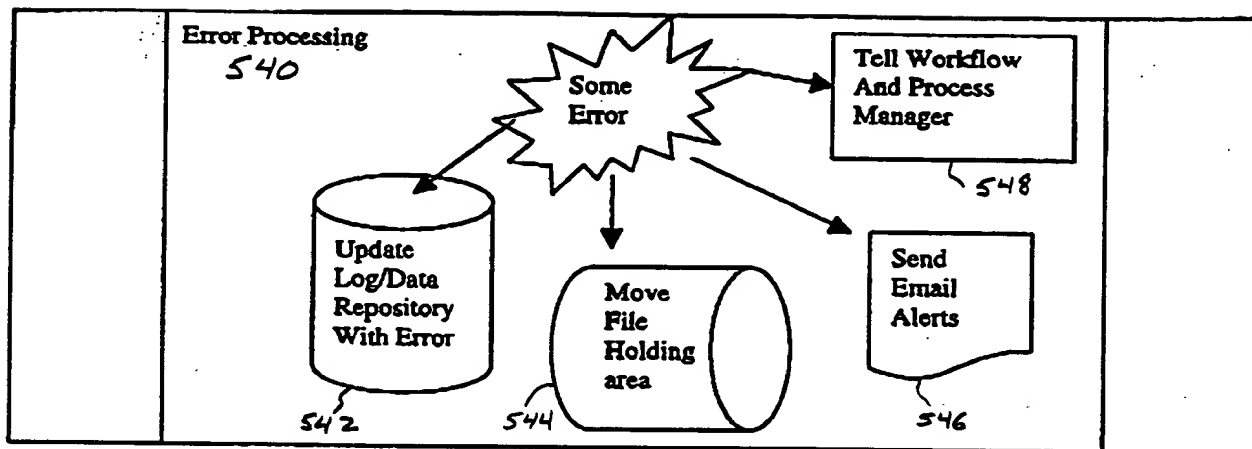 Error Processing
540
Some
Error
Tell Workflow
And Process
Manager
548
Update
Log/Data
Repository
With Error
542
Move
File
Holding
area
544
Send
Email
Alerts
546